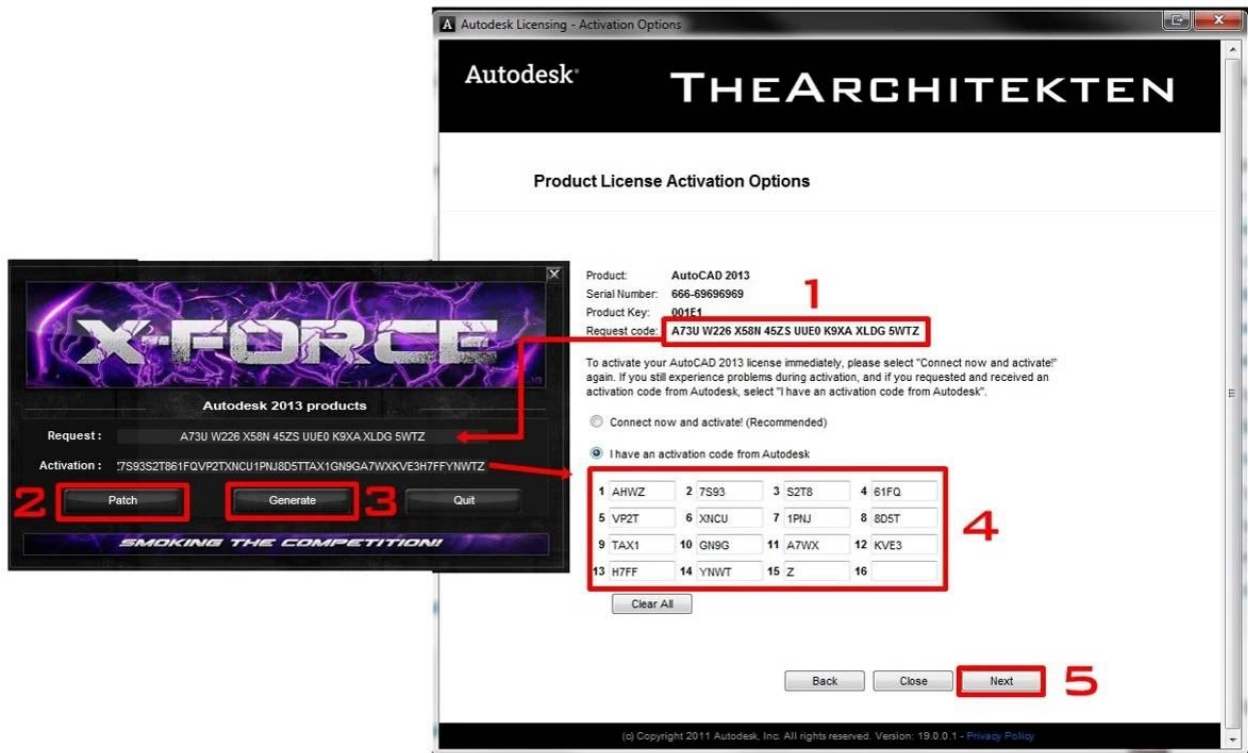 Autodesk Licensing - Activation Options
Autodesk
THEARCHITEKTEN
Product License Activation Options
Product: AutoCAD 2013
Serial Number: 666-69696969
Product Key: 001E1
Request code: A73U W226 X58N 45ZS UUE0 K9XA XLDG 5WTZ
1
To activate your AutoCAD 2013 license immediately, please select "Connect now and activate!"
again. If you still experience problems during activation, and if you requested and received an
activation code from Autodesk, select "I have an activation code from Autodesk".
Connect now and activate! (Recommended)
I have an activation code from Autodesk
1 AHWZ 2 7S93 3 S2T8 4 61FQ
5 VP2T 6 XNCU 7 1PNJ 8 8D5T
9 TAX1 10 GN9G 11 A7WX 12 KVE3
13 H7FF 14 YNWT 15 Z 16
4
Clear All
Back Close Next
5
(c) Copyright 2011 Autodesk, Inc. All rights reserved. Version: 19.0.0.1 - Privacy Policy
X-FORCE
Autodesk 2013 products
Request: A73U W226 X58N 45ZS UUE0 K9XA XLDG 5WTZ
Activation: 7S93S2T861FQVP2TXNCU1PNJ8D5TTAX1GN9GA7WXKVE3H7FFYNWTZ
2 Patch Generate 3 Quit
SMOKING THE COMPETITION!